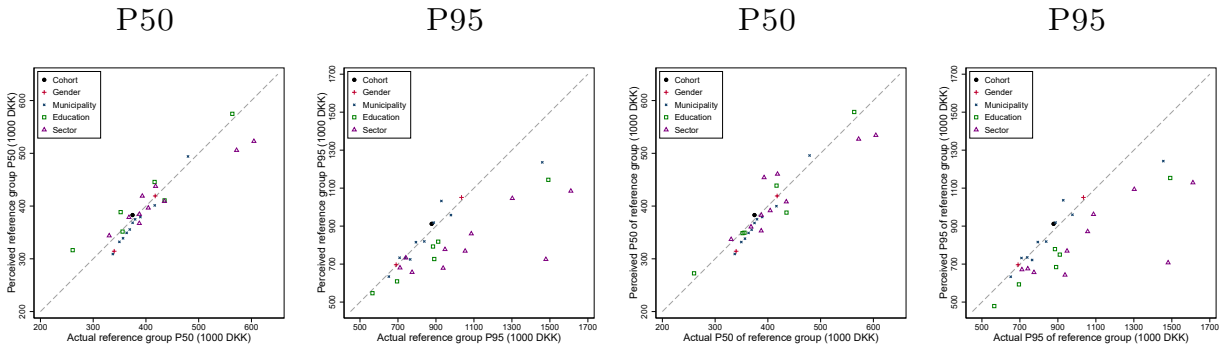 P50
P95
P50
P95
Perceived reference group P50 (1000 DKK)
600
500
400
300
200
Cohort
Gender
Municipality
Education
Sector
200 300 400 500 600
Actual reference group P50 (1000 DKK)
Perceived reference group P95 (1000 DKK)
1700
1500
1300
1100
900
700
500
Cohort
Gender
Municipality
Education
Sector
500 700 900 1100 1300 1500 1700
Actual reference group P95 (1000 DKK)
Perceived P50 of reference group (1000 DKK)
600
500
400
300
200
Cohort
Gender
Municipality
Education
Sector
200 300 400 500 600
Actual P50 of reference group (1000 DKK)
Perceived P95 of reference group (1000 DKK)
1700
1500
1300
1100
900
700
500
Cohort
Gender
Municipality
Education
Sector
500 700 900 1100 1300 1500 1700
Actual P95 of reference group (1000 DKK)